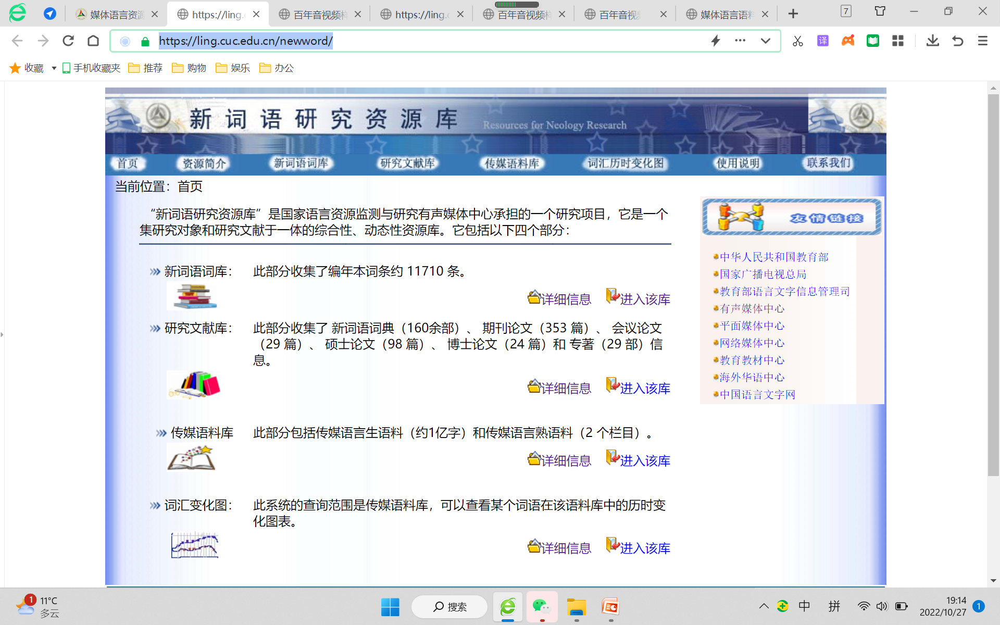 媒体语言资源
https://ling.c
百年音视频样
https://ling.c
百年音视频样
百年音视频
媒体语言语料
7
https://ling.cuc.edu.cn/newword/
译
收藏
手机收藏夹
推荐
购物
娱乐
办公
新词语研究资源库
Resources for Neology Research
首页
资源简介
新词语词库
研究文献库
传媒语料库
词汇历时变化图
使用说明
联系我们
当前位置：首页
“新词语研究资源库”是国家语言资源监测与研究有声媒体中心承担的一个研究项目，它是一个
集研究对象和研究文献于一体的综合性、动态性资源库。它包括以下四个部分：
新词语词库： 此部分收集了编年本词条约 11710 条。
详细信息 进入该库
研究文献库： 此部分收集了 新词语词典（160余部）、 期刊论文（353 篇）、 会议论文
（29 篇）、 硕士论文（98 篇）、 博士论文（24 篇）和 专著（29 部）信
息。
详细信息 进入该库
传媒语料库 此部分包括传媒语言生语料（约1亿字）和传媒语言熟语料（2 个栏目）。
详细信息 进入该库
词汇变化图： 此系统的查询范围是传媒语料库，可以查看某个词语在该语料库中的历时变
化图表。
详细信息 进入该库
友情链接
中华人民共和国教育部
国家广播电视总局
教育部语言文字信息管理司
有声媒体中心
平面媒体中心
网络媒体中心
教育教材中心
海外华语中心
中国语言文字网
1
11°C
多云
搜索
中
拼
19:14
2022/10/27
1